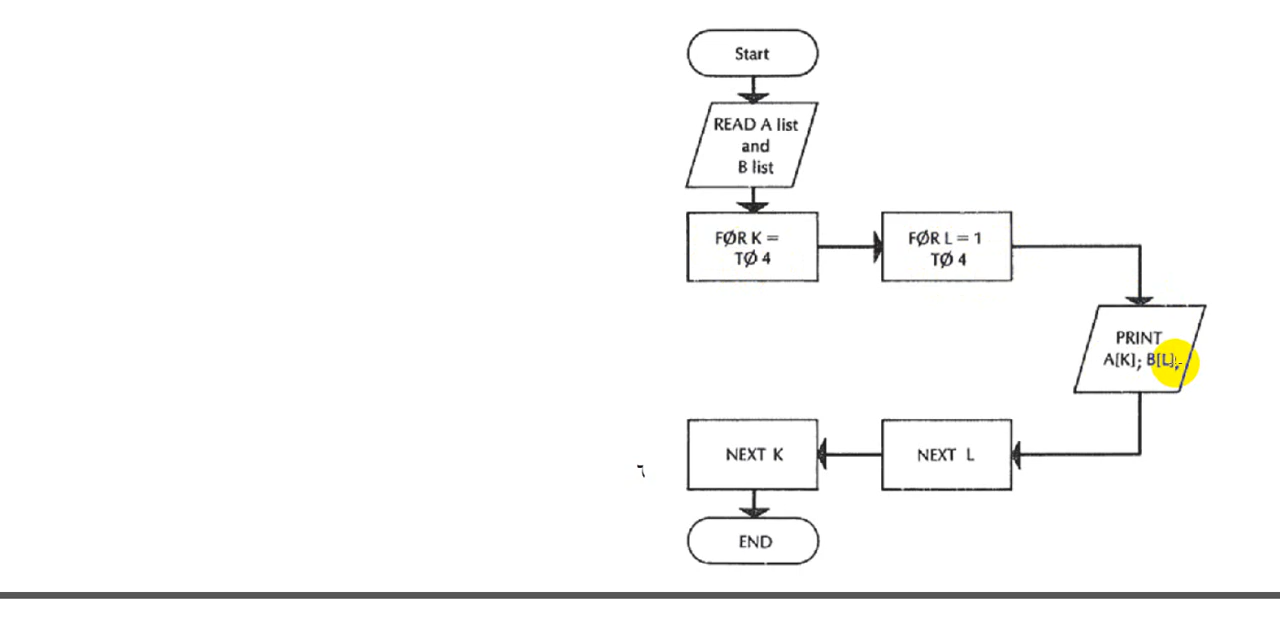 Start
READ A list
and
B list
FØR K =
TØ 4
FØR L = 1
TØ 4
PRINT
A[K]; B[L];
NEXT L
NEXT K
END